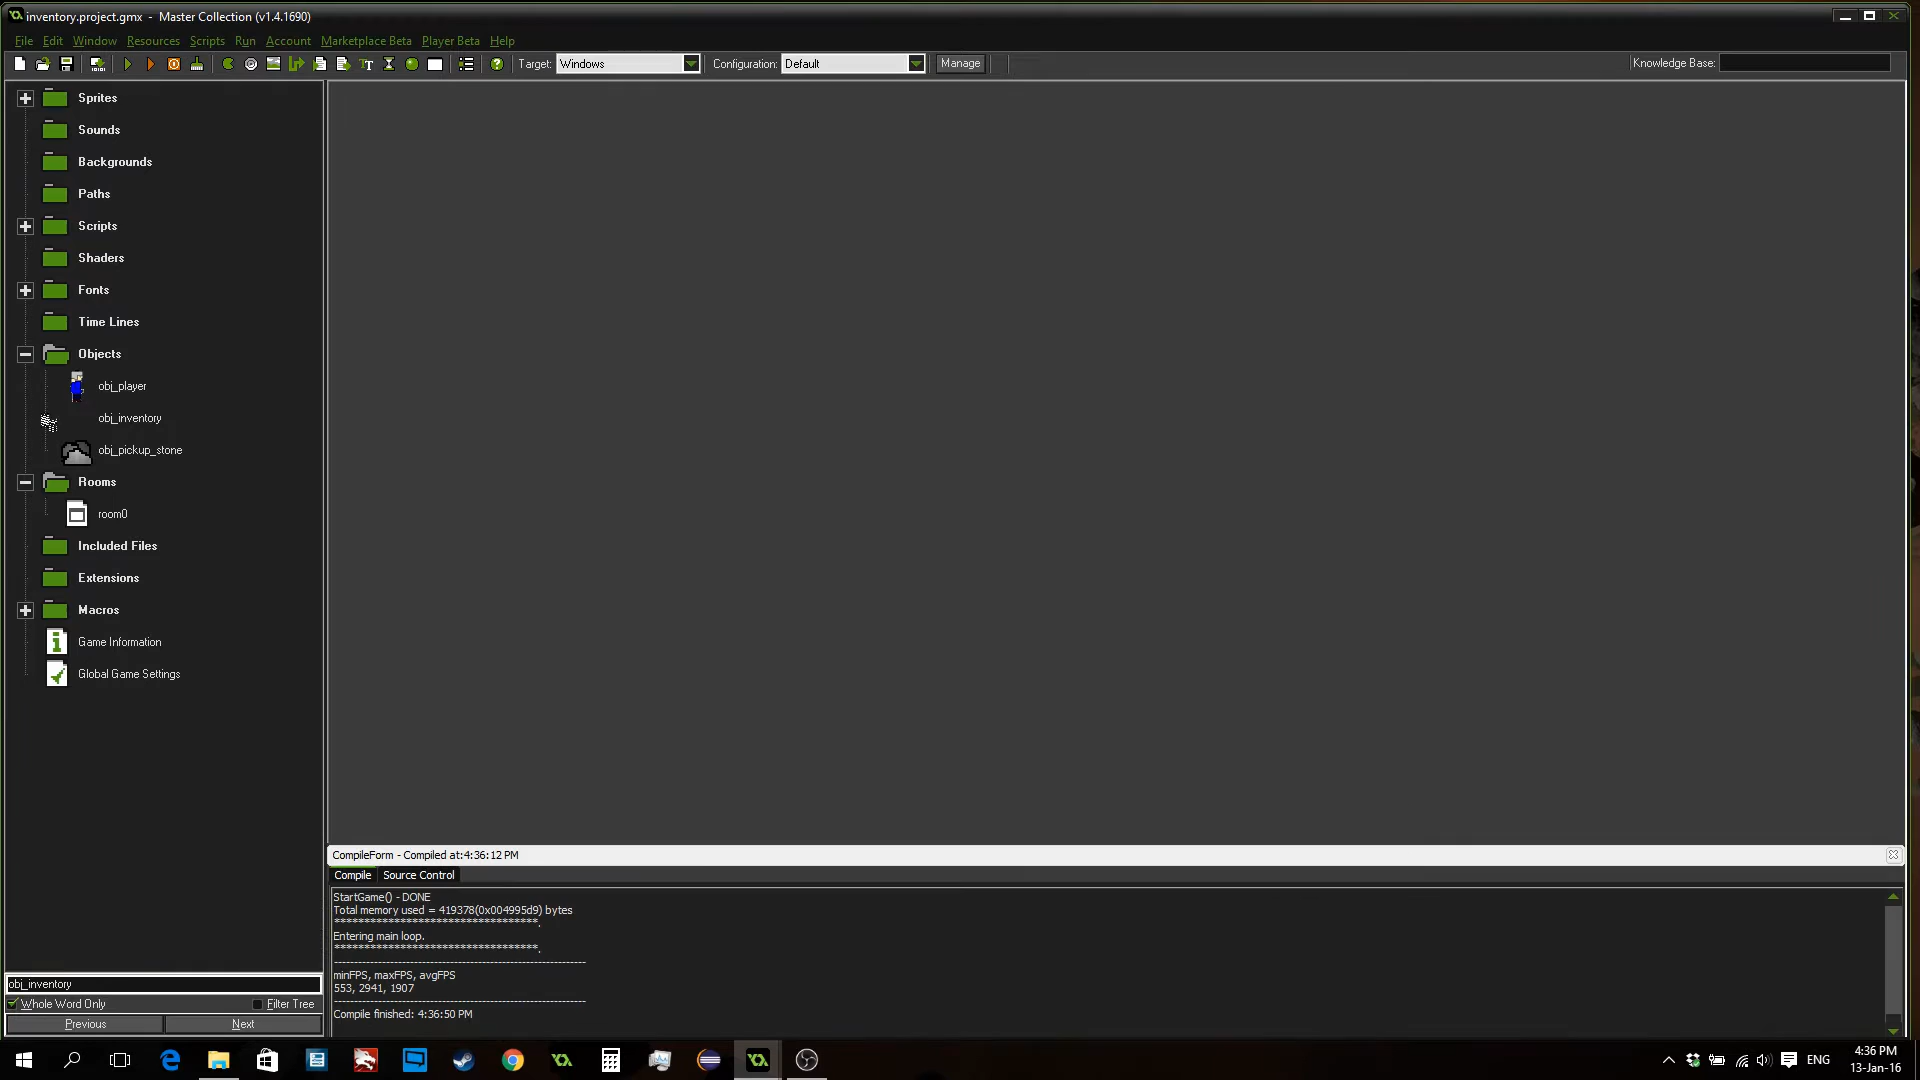 inventory.project.gmx - Master Collection (v1.4.1690)
File Edit Window Resources Scripts Run Account Marketplace Beta Player Beta Help
Target: Windows Configuration: Default Manage Knowledge Base:
Sprites
Sounds
Backgrounds
Paths
Scripts
Shaders
Fonts
Time Lines
Objects
obj_player
obj_inventory
obj_pickup_stone
Rooms
room0
Included Files
Extensions
Macros
Game Information
Global Game Settings
obj_inventory
Whole Word Only Filter Tree
Previous Next
CompileForm - Compiled at:4:36:12 PM
Compile Source Control
StartGame() - DONE
Total memory used = 419378(0x004995d9) bytes
**********************************.
Entering main loop.
**********************************.
---------------------------------------------------------------
minFPS, maxFPS, avgFPS
553, 2941, 1907
---------------------------------------------------------------
Compile finished: 4:36:50 PM
ENG
4:36 PM
13-Jan-16